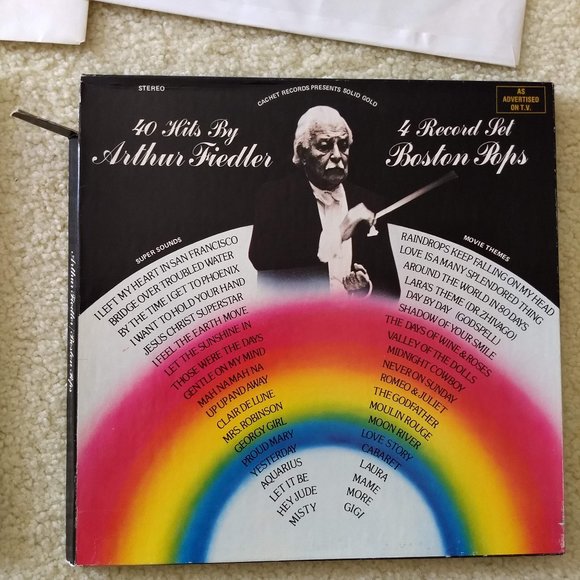 STEREO
CACHET RECORDS PRESENTS SOLID GOLD
AS
ADVERTISED
ON T.V.
40 Hits By
Arthur Fiedler
4 Record Set
Boston Pops
SUPER SOUNDS
I LEFT MY HEART IN SAN FRANCISCO
BRIDGE OVER TROUBLED WATER
BY THE TIME I GET TO PHOENIX
I WANT TO HOLD YOUR HAND
JESUS CHRIST SUPERSTAR
I FEEL THE EARTH MOVE
LET THE SUNSHINE IN
THOSE WERE THE DAYS
GENTLE ON MY MIND
MAH NA MAH NA
UP UP AND AWAY
CLAIR DE LUNE
MRS. ROBINSON
GEORGY GIRL
PROUD MARY
YESTERDAY
AQUARIUS
LET IT BE
HEY JUDE
MISTY
MOVIE THEMES
RAINDROPS KEEP FALLING ON MY HEAD
LOVE IS A MANY SPLENDORED THING
AROUND THE WORLD IN 80 DAYS
LARAS THEME (DR. ZHIVAGO)
DAY BY DAY (GODSPELL)
SHADOW OF YOUR SMILE
THE DAYS OF WINE & ROSES
VALLEY OF THE DOLLS
MIDNIGHT COWBOY
NEVER ON SUNDAY
ROMEO & JULIET
THE GODFATHER
MOULIN ROUGE
MOON RIVER
LOVE STORY
CABARET
LAURA
MAME
MORE
GIGI
Arthur Fiedler/Boston Pops